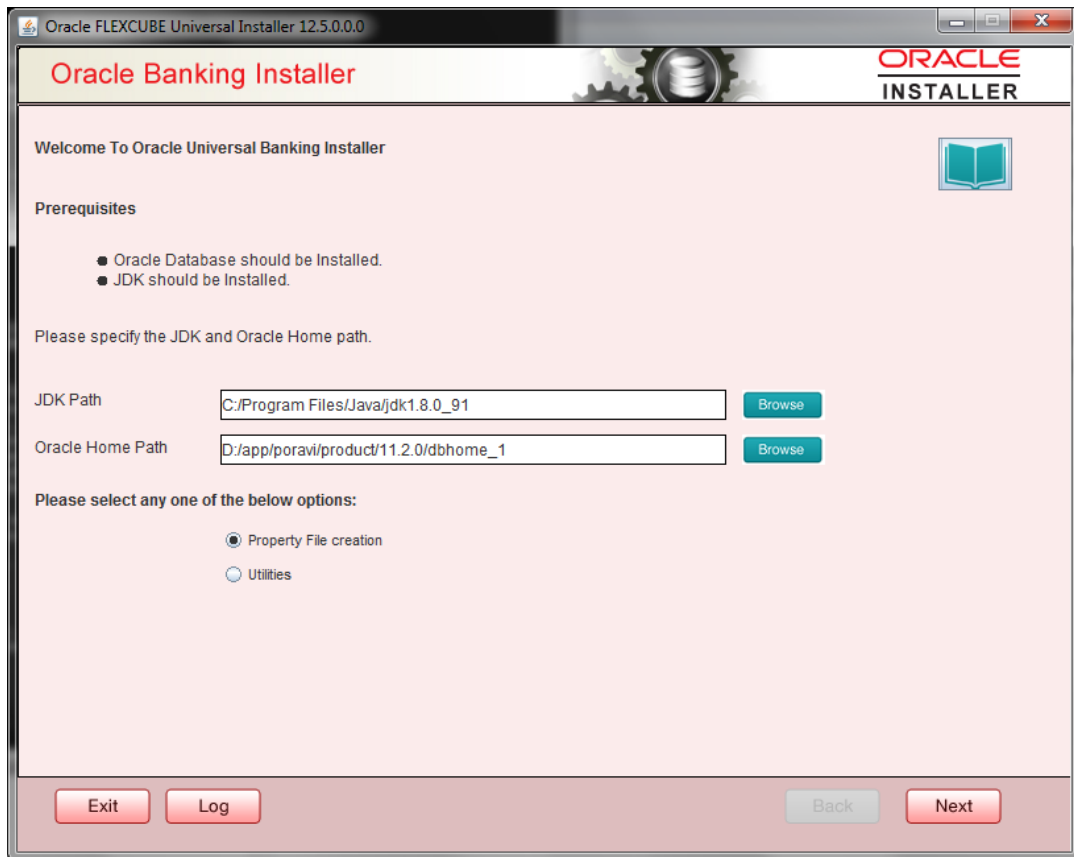 Oracle FLEXCUBE Universal Installer 12.5.0.0.0
Oracle Banking Installer
ORACLE
INSTALLER
Welcome To Oracle Universal Banking Installer
Prerequisites
Oracle Database should be Installed.
JDK should be Installed.
Please specify the JDK and Oracle Home path.
JDK Path C:/Program Files/Java/jdk1.8.0_91 Browse
Oracle Home Path D:/app/poravi/product/11.2.0/dbhome_1 Browse
Please select any one of the below options:
Property File creation
Utilities
Exit Log Back Next